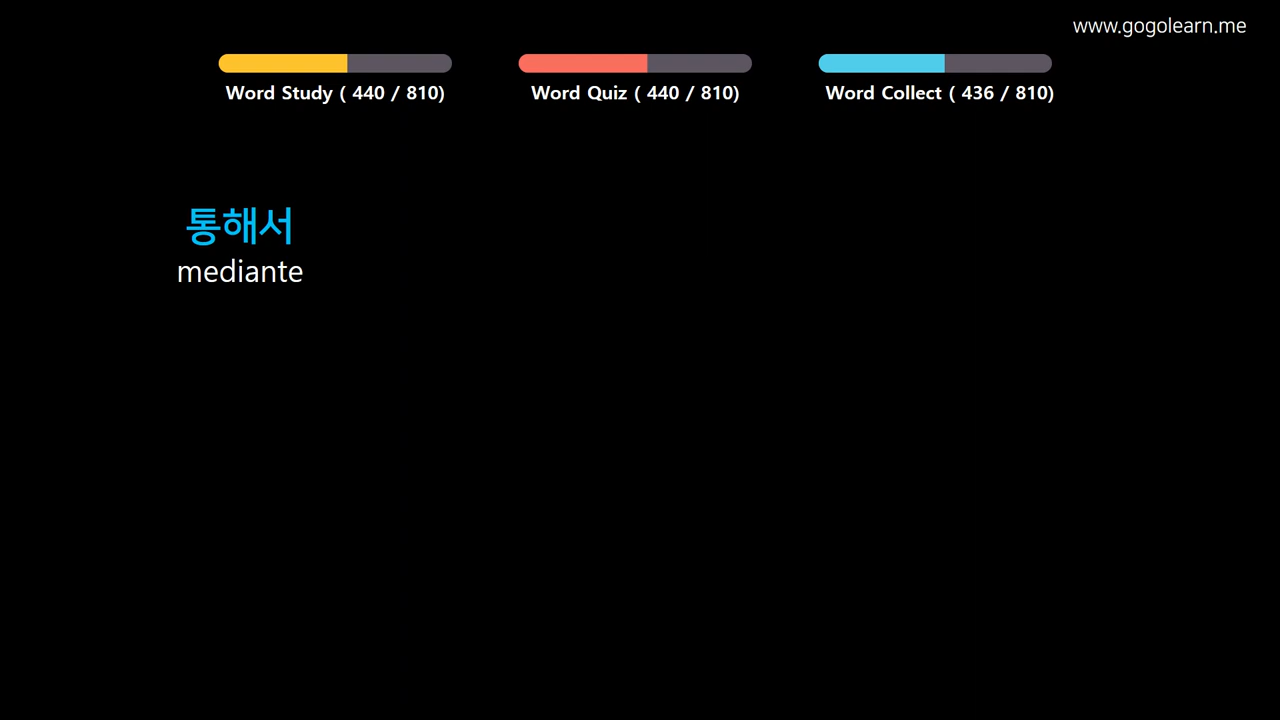 www.gogolearn.me
Word Study ( 440 / 810)
Word Quiz ( 440 / 810)
Word Collect ( 436 / 810)
통해서
mediante